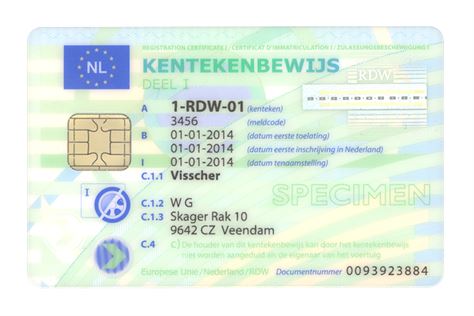 REGISTRATION CERTIFICATE I / CERTIFICAT D'IMMATRICULATION I / ZULASSUNGSBESCHEINIGUNG I
NL
KENTEKENBEWIJS
DEEL I
RDW
A 1-RDW-01 (kenteken)
3456 (meldcode)
B 01-01-2014 (datum eerste toelating)
01-01-2014 (datum eerste inschrijving in Nederland)
I 01-01-2014 (datum tenaamstelling)
C.1.1 Visscher
SPECIMEN
I
C.1.2 W G
C.1.3 Skager Rak 10
9642 CZ Veendam
C.4 c) De houder van dit kentekenbewijs kan door het kentekenbewijs
niet worden aangeduid als de eigenaar van het voertuig
Europese Unie / Nederland / RDW Documentnummer 0093923884